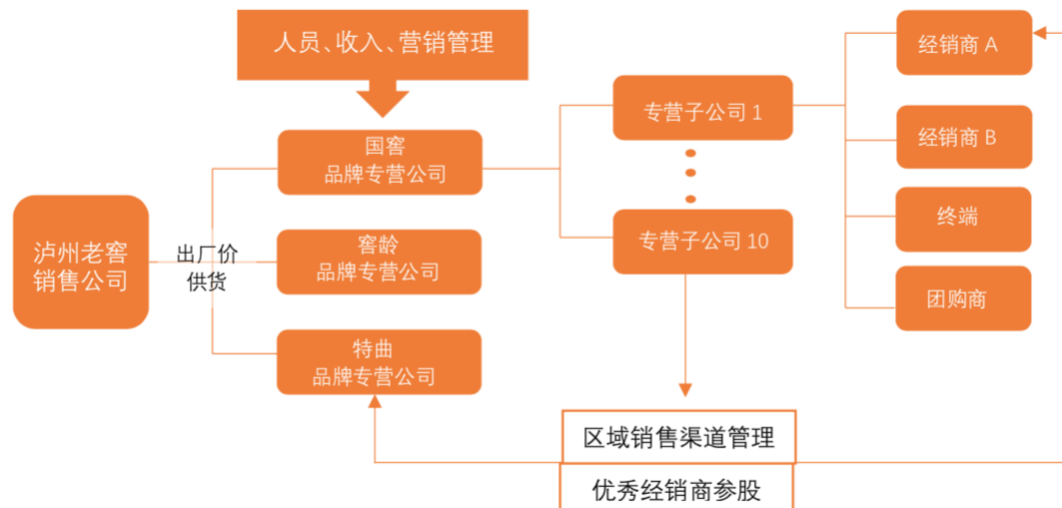 人员、收入、营销管理
国窖
品牌专营公司
泸州老窖
销售公司
出厂价
供货
窖龄
品牌专营公司
特曲
品牌专营公司
专营子公司 1
专营子公司 10
经销商 A
经销商 B
终端
团购商
区域销售渠道管理
优秀经销商参股